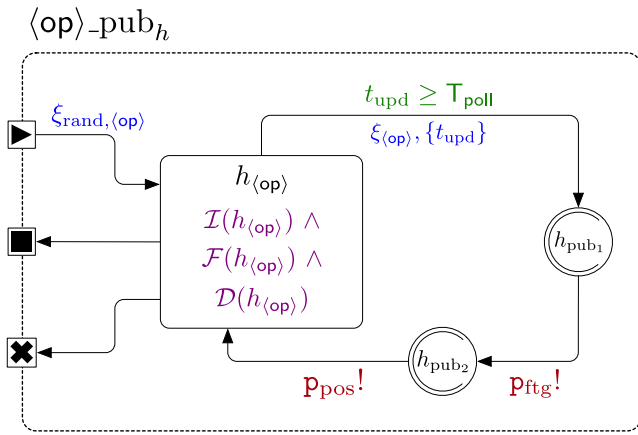 ⟨op⟩_pub_h
t_upd ≥ T_poll
ξ_rand,⟨op⟩
ξ_⟨op⟩, {t_upd}
h_⟨op⟩
𝓘(h_⟨op⟩) ∧
𝓕(h_⟨op⟩) ∧
𝓓(h_⟨op⟩)
h_pub₁
h_pub₂
p_pos!
p_ftg!